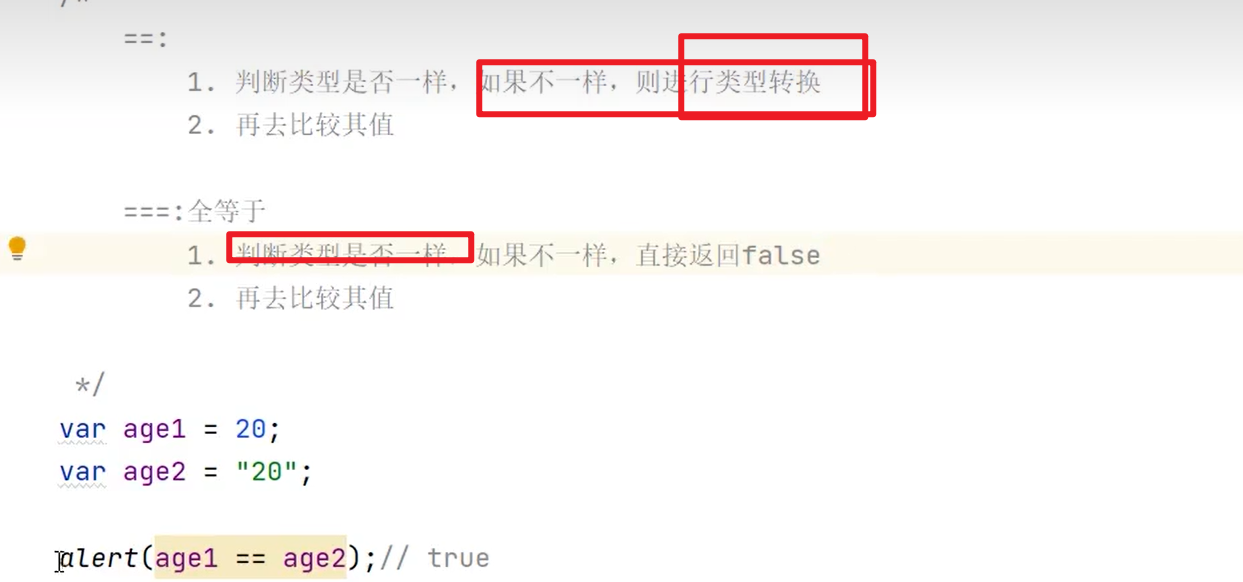 /*
==:
1. 判断类型是否一样，如果不一样，则进行类型转换
2. 再去比较其值
===:全等于
1. 判断类型是否一样，如果不一样，直接返回false
2. 再去比较其值
*/
var age1 = 20;
var age2 = "20";
alert(age1 == age2);// true